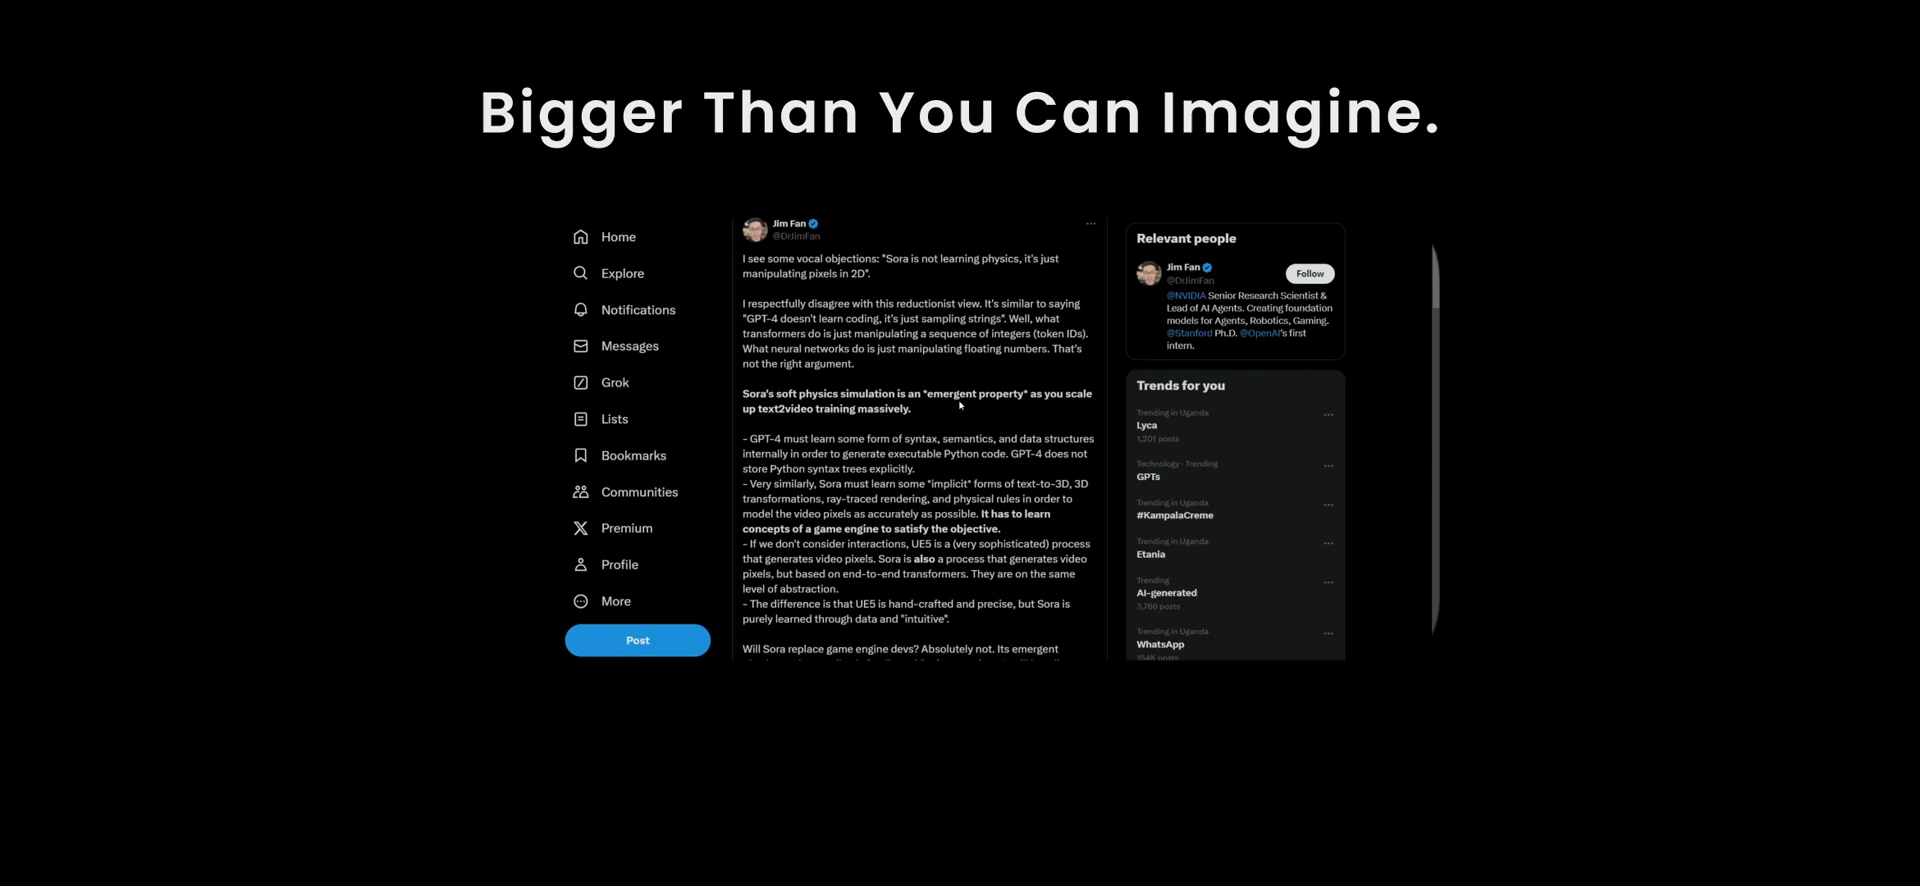 Bigger Than You Can Imagine.
Home
Explore
Notifications
Messages
Grok
Lists
Bookmarks
Communities
Premium
Profile
More
Post
Jim Fan
@DrJimFan
I see some vocal objections: "Sora is not learning physics, it's just
manipulating pixels in 2D".
I respectfully disagree with this reductionist view. It's similar to saying
"GPT-4 doesn't learn coding, it's just sampling strings". Well, what
transformers do is just manipulating a sequence of integers (token IDs).
What neural networks do is just manipulating floating numbers. That's
not the right argument.
Sora's soft physics simulation is an *emergent property* as you scale
up text2video training massively.
- GPT-4 must learn some form of syntax, semantics, and data structures
internally in order to generate executable Python code. GPT-4 does not
store Python syntax trees explicitly.
- Very similarly, Sora must learn some *implicit* forms of text-to-3D, 3D
transformations, ray-traced rendering, and physical rules in order to
model the video pixels as accurately as possible. It has to learn
concepts of a game engine to satisfy the objective.
- If we don't consider interactions, UE5 is a (very sophisticated) process
that generates video pixels. Sora is also a process that generates video
pixels, but based on end-to-end transformers. They are on the same
level of abstraction.
- The difference is that UE5 is hand-crafted and precise, but Sora is
purely learned through data and "intuitive".
Will Sora replace game engine devs? Absolutely not. Its emergent
Relevant people
Jim Fan
@DrJimFan
Follow
@NVIDIA Senior Research Scientist &
Lead of AI Agents. Creating foundation
models for Agents, Robotics, Gaming.
@Stanford Ph.D. @OpenAI's first
intern.
Trends for you
Trending in Uganda
Lyca
1,201 posts
Technology · Trending
GPTs
Trending in Uganda
#KampalaCreme
Trending in Uganda
Etania
Trending
AI-generated
3,766 posts
Trending in Uganda
WhatsApp
154K posts